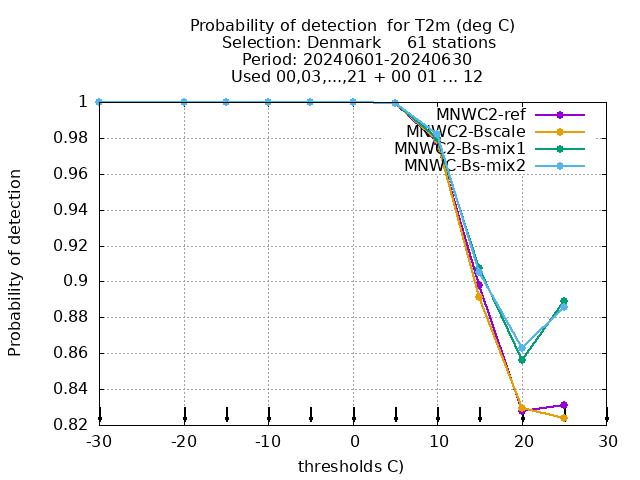 Probability of detection  for T2m (deg C)
Selection: Denmark     61 stations
Period: 20240601-20240630
Used 00,03,...,21 + 00 01 ... 12
MNWC2-ref
MNWC2-Bscale
MNWC2-Bs-mix1
MNWC-Bs-mix2
Probability of detection
1
0.98
0.96
0.94
0.92
0.9
0.88
0.86
0.84
0.82
-30 -20 -10 0 10 20 30
thresholds C)